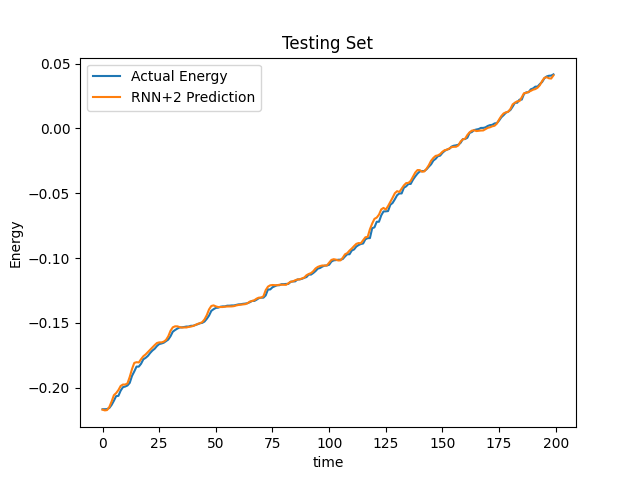 Testing Set
Actual Energy
RNN+2 Prediction
Energy
0.05
0.00
−0.05
−0.10
−0.15
−0.20
0 25 50 75 100 125 150 175 200
time